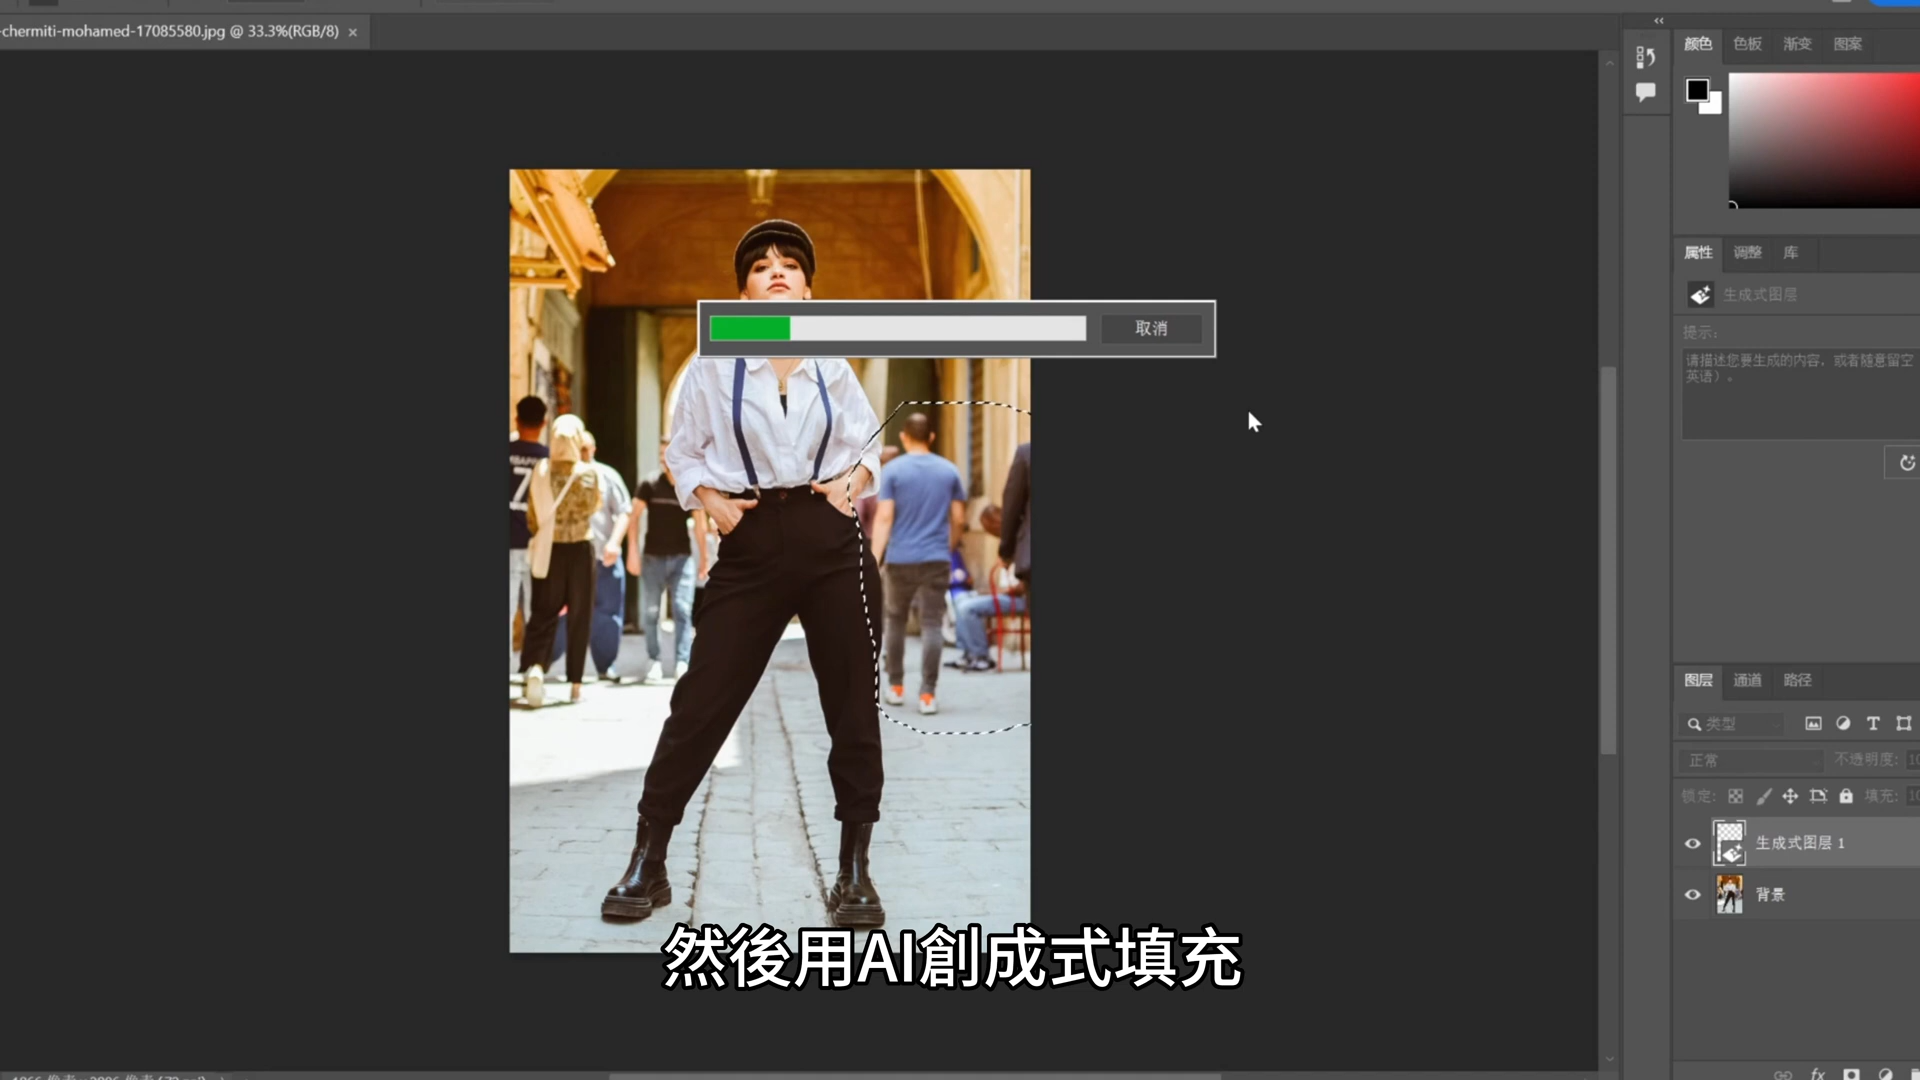 -chermiti-mohamed-17085580.jpg @ 33.3%(RGB/8) ×
颜色 色板 渐变 图案
属性 调整 库
生成式图层
提示:
请描述您要生成的内容，或者随意留空
英语）。
取消
7
图层 通道 路径
类型
正常 不透明度: 10
锁定: 填充: 10
生成式图层 1
背景
fx
然後用AI創成式填充